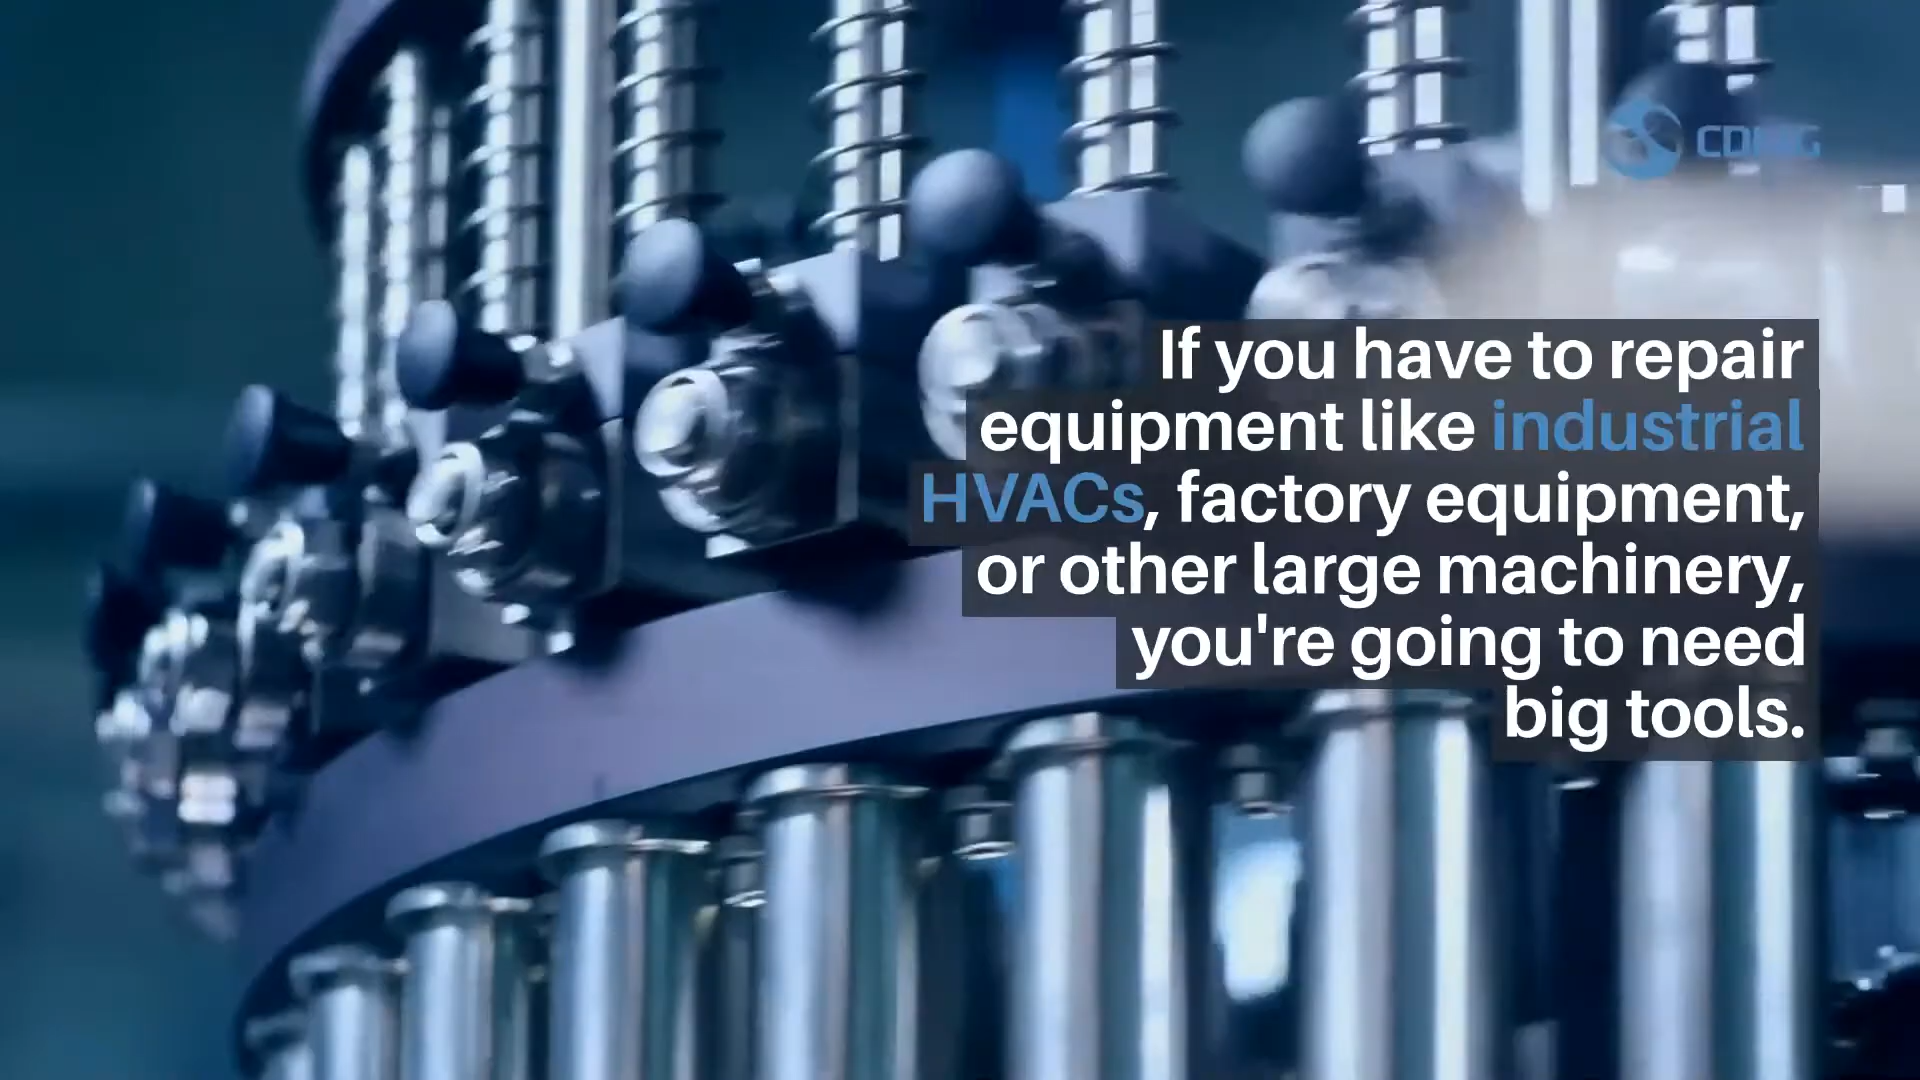 If you have to repair
equipment like industrial
HVACs, factory equipment,
or other large machinery,
you're going to need
big tools.